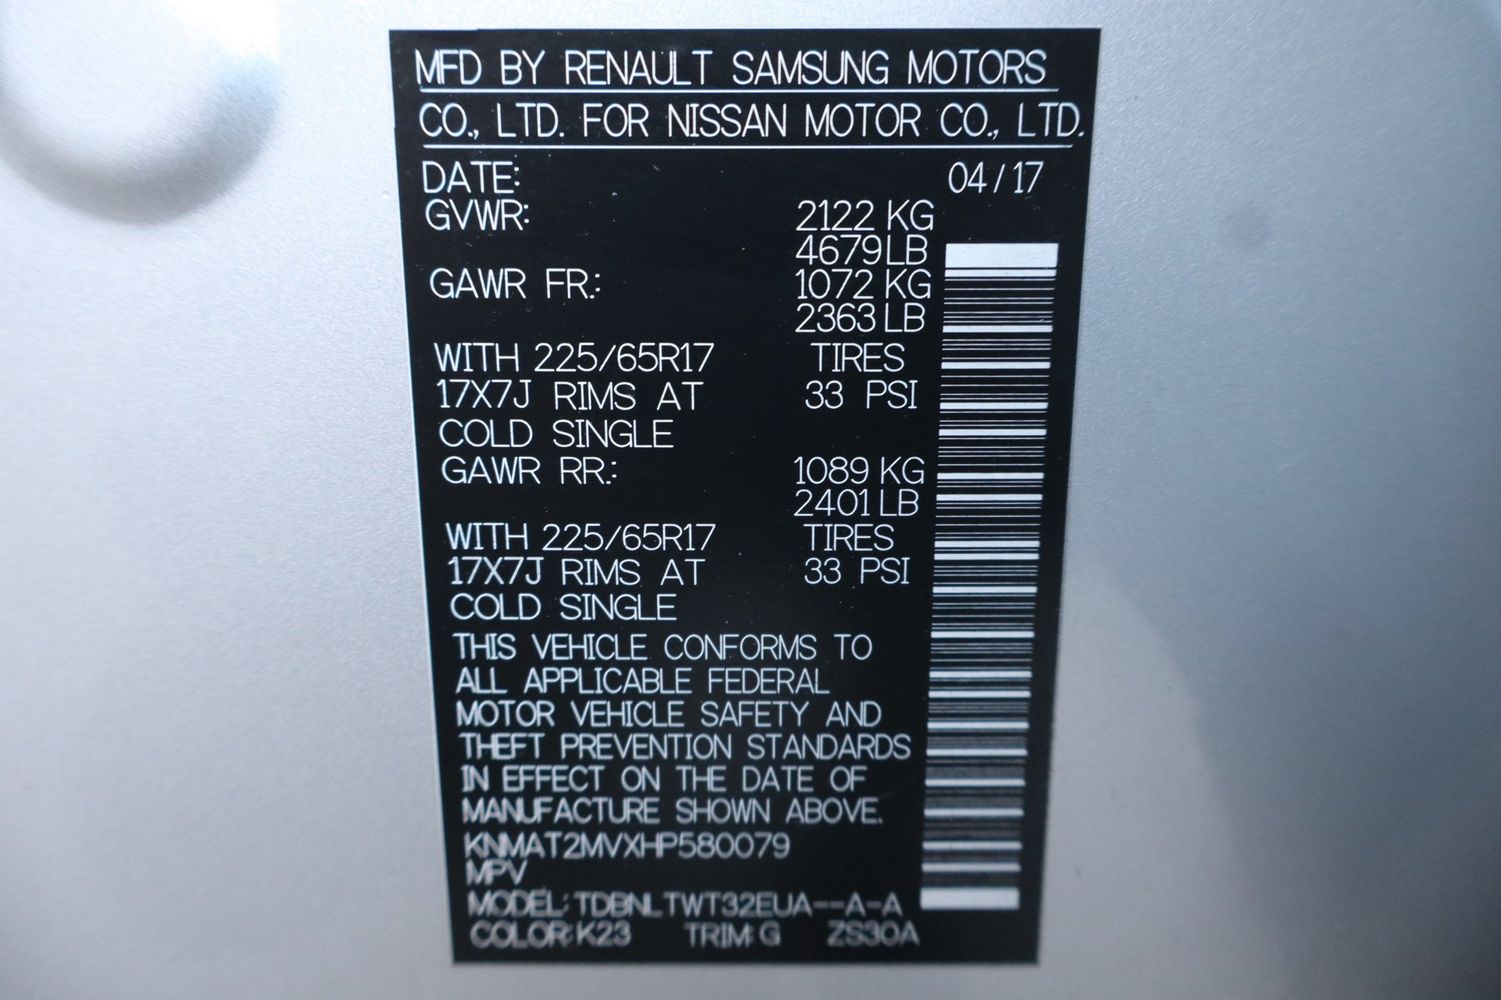 MFD BY RENAULT SAMSUNG MOTORS
CO., LTD. FOR NISSAN MOTOR CO., LTD.
DATE: 04/17
GVWR: 2122 KG
4679 LB
GAWR FR.: 1072 KG
2363 LB
WITH 225/65R17 TIRES
17X7J RIMS AT 33 PSI
COLD SINGLE
GAWR RR.: 1089 KG
2401 LB
WITH 225/65R17 TIRES
17X7J RIMS AT 33 PSI
COLD SINGLE
THIS VEHICLE CONFORMS TO
ALL APPLICABLE FEDERAL
MOTOR VEHICLE SAFETY AND
THEFT PREVENTION STANDARDS
IN EFFECT ON THE DATE OF
MANUFACTURE SHOWN ABOVE.
KNMAT2MVXHP580079
MPV
MODEL: TDBNLTWT32EUA--A-A
COLOR: K23 TRIM: G ZS30A